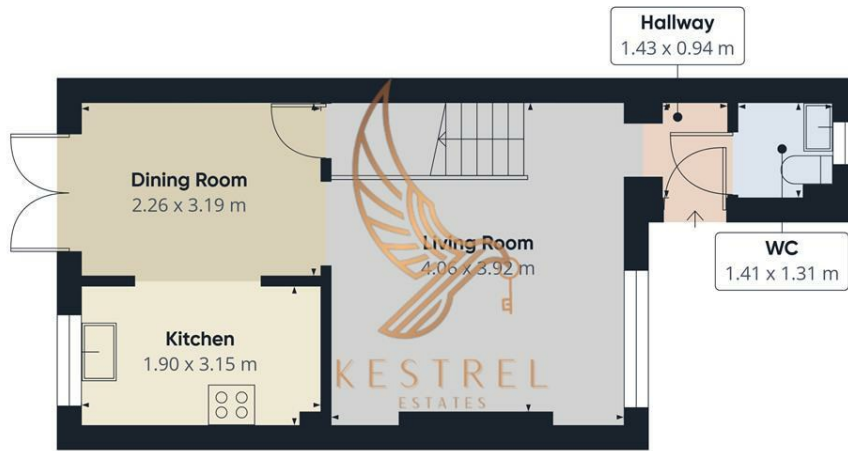 Hallway
1.43 x 0.94 m
Dining Room
2.26 x 3.19 m
Living Room
4.06 x 3.92 m
WC
1.41 x 1.31 m
Kitchen
1.90 x 3.15 m
KESTREL
ESTATES